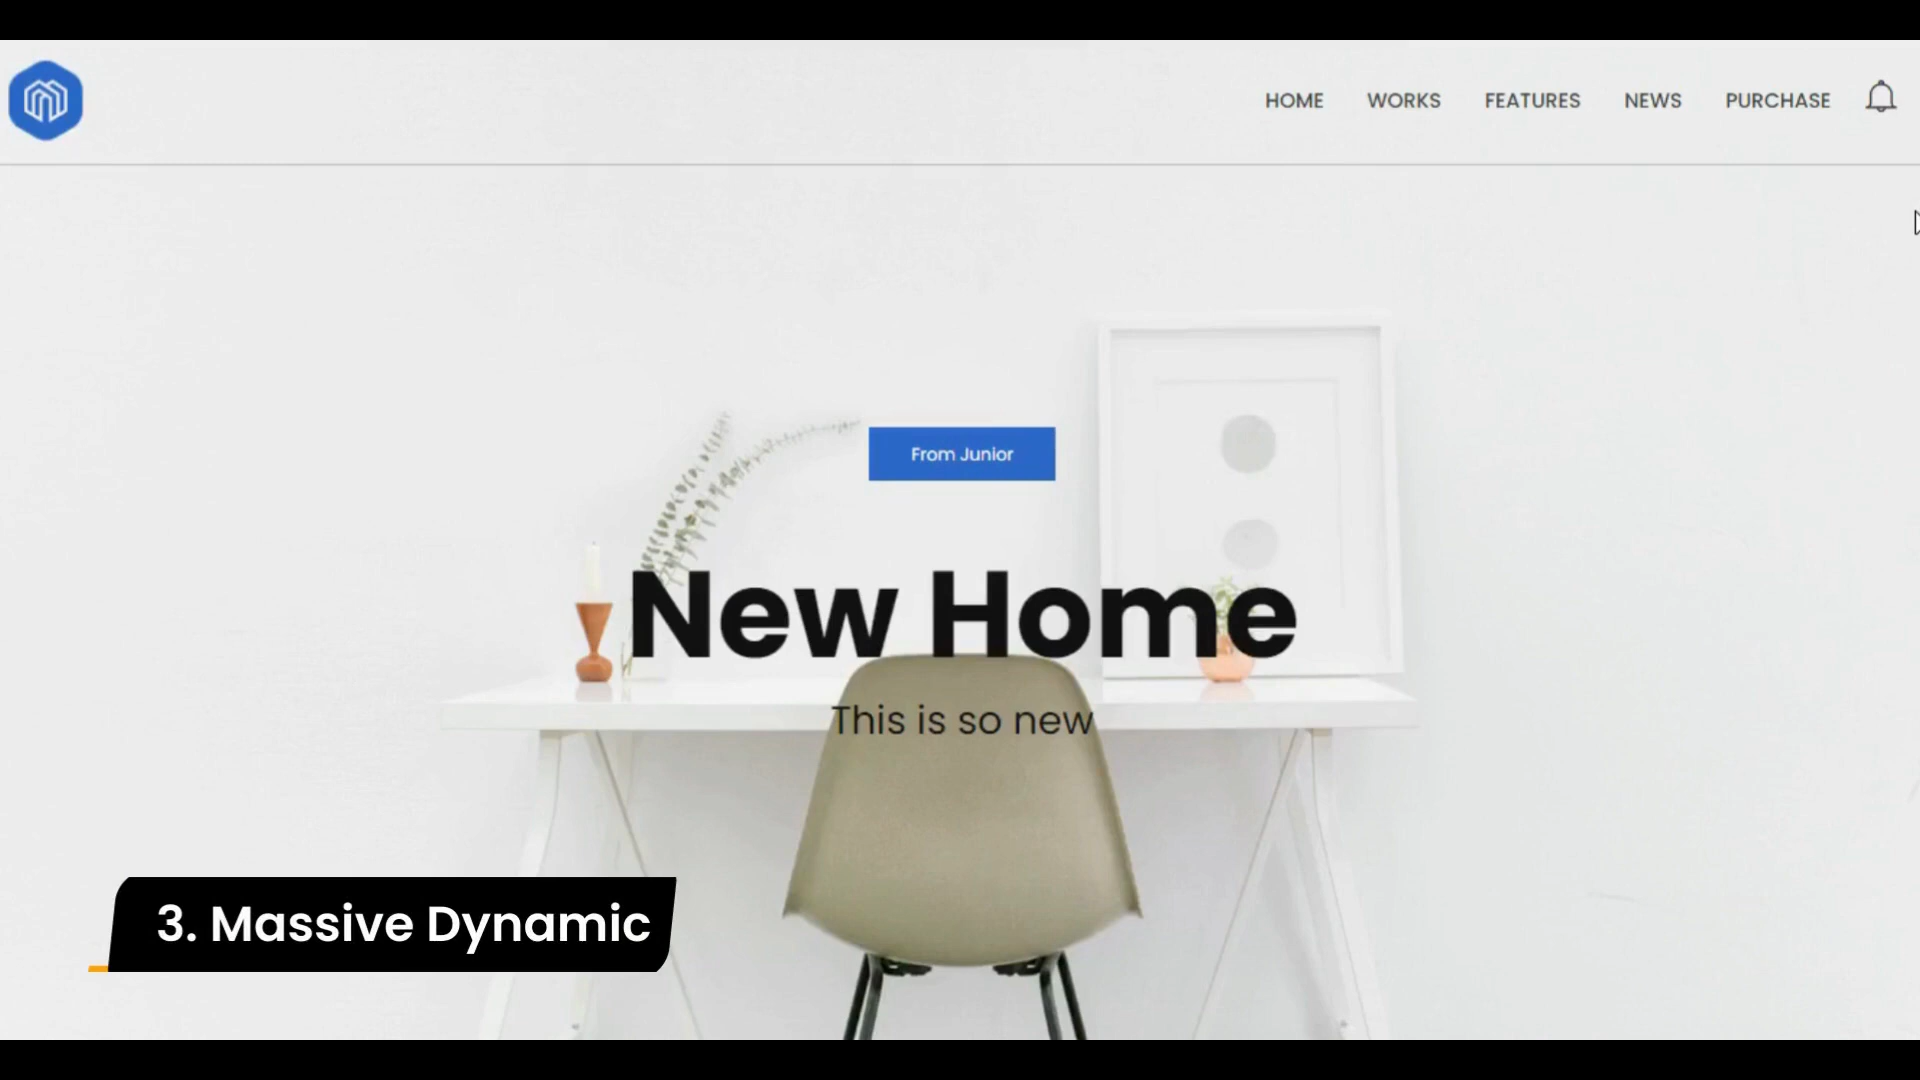 HOME WORKS FEATURES NEWS PURCHASE
From Junior
New Home
This is so new
3. Massive Dynamic